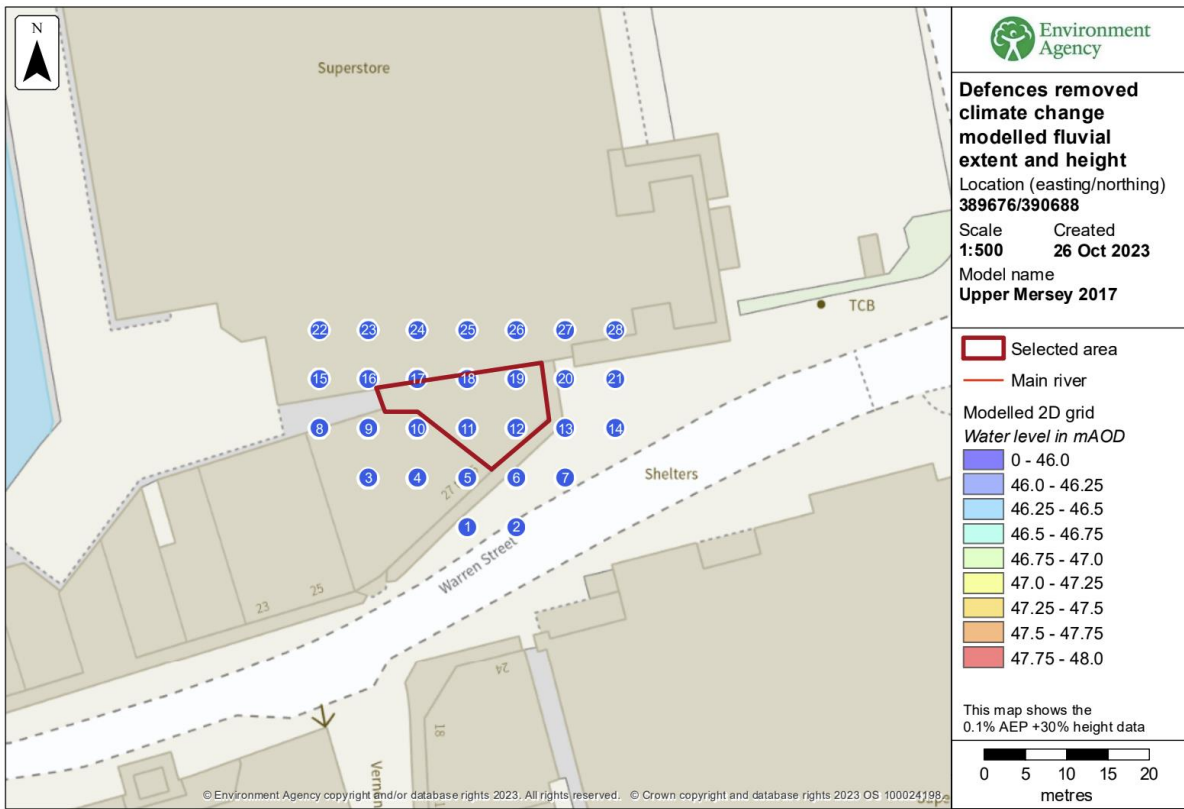 N
Superstore
TCB
22 23 24 25 26 27 28
15 16 17 18 19 20 21
8 9 10 11 12 13 14
3 4 5 6 7
1 2
Shelters
Warren Street
23
25
24
18
© Environment Agency copyright and/or database rights 2023. All rights reserved. © Crown copyright and database rights 2023 OS 100024198.
Environment
Agency
Defences removed
climate change
modelled fluvial
extent and height
Location (easting/northing)
389676/390688
Scale Created
1:500 26 Oct 2023
Model name
Upper Mersey 2017
Selected area
Main river
Modelled 2D grid
Water level in mAOD
0 - 46.0
46.0 - 46.25
46.25 - 46.5
46.5 - 46.75
46.75 - 47.0
47.0 - 47.25
47.25 - 47.5
47.5 - 47.75
47.75 - 48.0
This map shows the
0.1% AEP +30% height data
0 5 10 15 20
metres